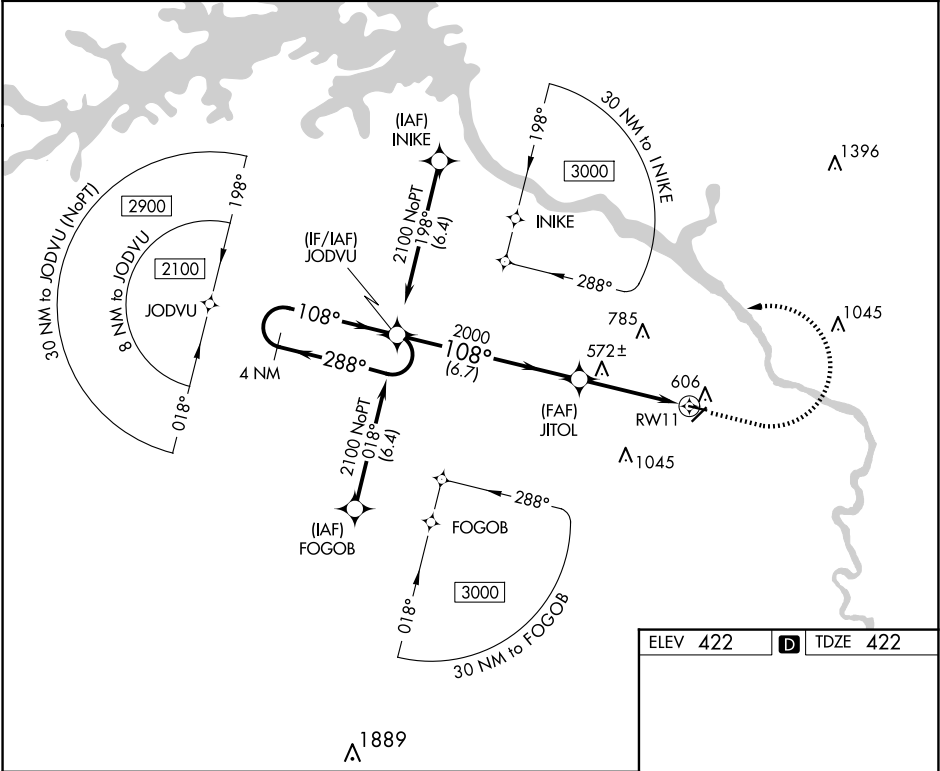 (IAF)
INIKE
2100 NoPT
198°
(6.4)
30 NM to INIKE
198°
3000
INIKE
288°
1396
30 NM to JODVU (NoPT)
2900
198°
8 NM to JODVU
2100
JODVU
018°
(IF/IAF)
JODVU
108°
288°
4 NM
2000
108°
(6.7)
785
572±
1045
(FAF)
JITOL
606
RW11
1045
2100 NoPT
018°
(6.4)
(IAF)
FOGOB
288°
FOGOB
018°
3000
30 NM to FOGOB
ELEV 422 D TDZE 422
1889